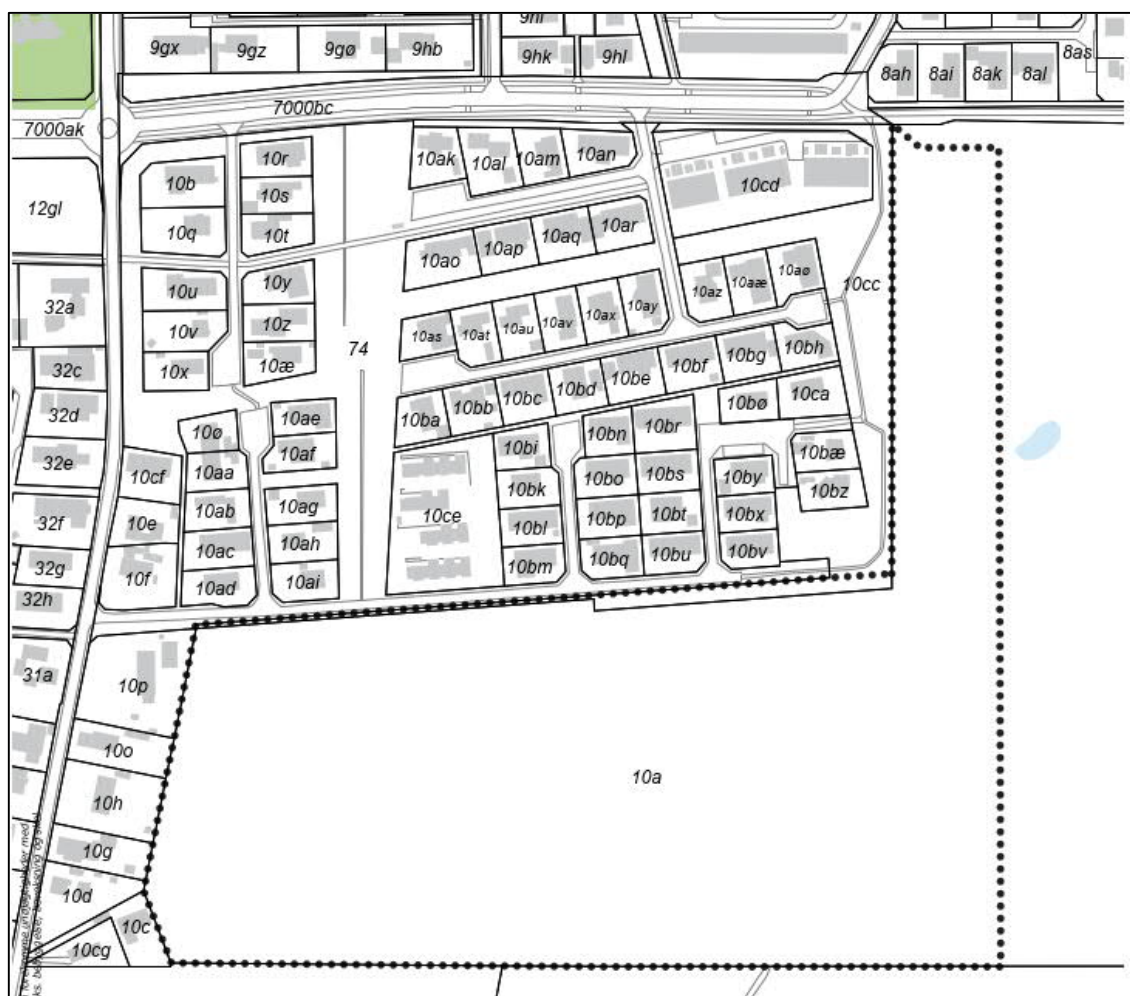 9hi
9gx 9gz 9gø 9hb 9hk 9hl
8as
8ah 8ai 8ak 8al
7000bc
7000ak
10ak 10al 10am 10an
10r
10b 10s
10cd
12gl
10q 10t
10ar
10ao 10ap 10aq
10y 10az 10aæ 10aø
10cc
32a
10u
10v 10z
10as 10at 10au 10av 10ax 10ay
74
10x 10æ
10bf 10bg 10bh
32c
10ba 10bb 10bc 10bd 10be
10bø 10ca
32d
10ae
10ø 10af
10bn 10br
10bi
10bæ
32e
10cf 10aa
10bk 10bo 10bs 10by 10bz
32f
10e 10ab 10ag
10ce
10bl 10bp 10bt 10bx
10ac 10ah
32g
10f
10bm 10bq 10bu 10bv
32h
10ad 10ai
31a
10p
10o
10a
10h
10g
10d
10c
10cg